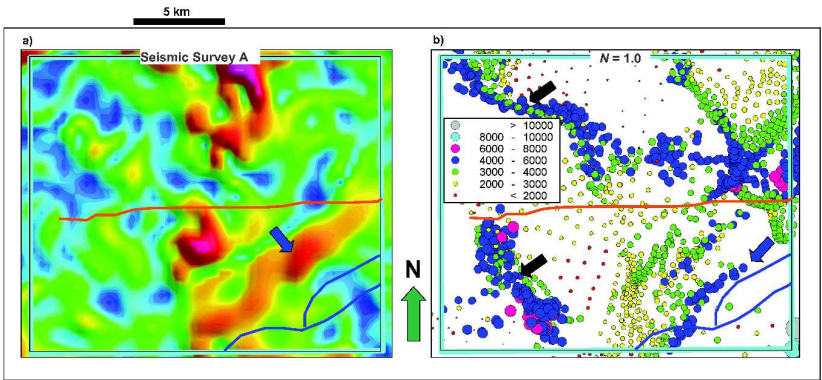 5 km
a)
Seismic Survey A
b)
N = 1.0
> 10000
8000 - 10000
6000 - 8000
4000 - 6000
3000 - 4000
2000 - 3000
< 2000
N